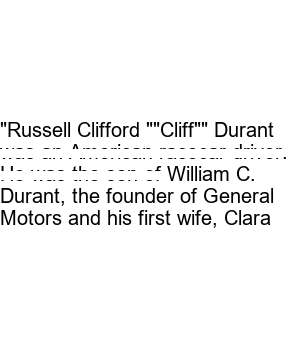 "Russell Clifford ""Cliff"" Durant
was an American racecar driver.
He was the son of William C.
Durant, the founder of General
Motors and his first wife, Clara